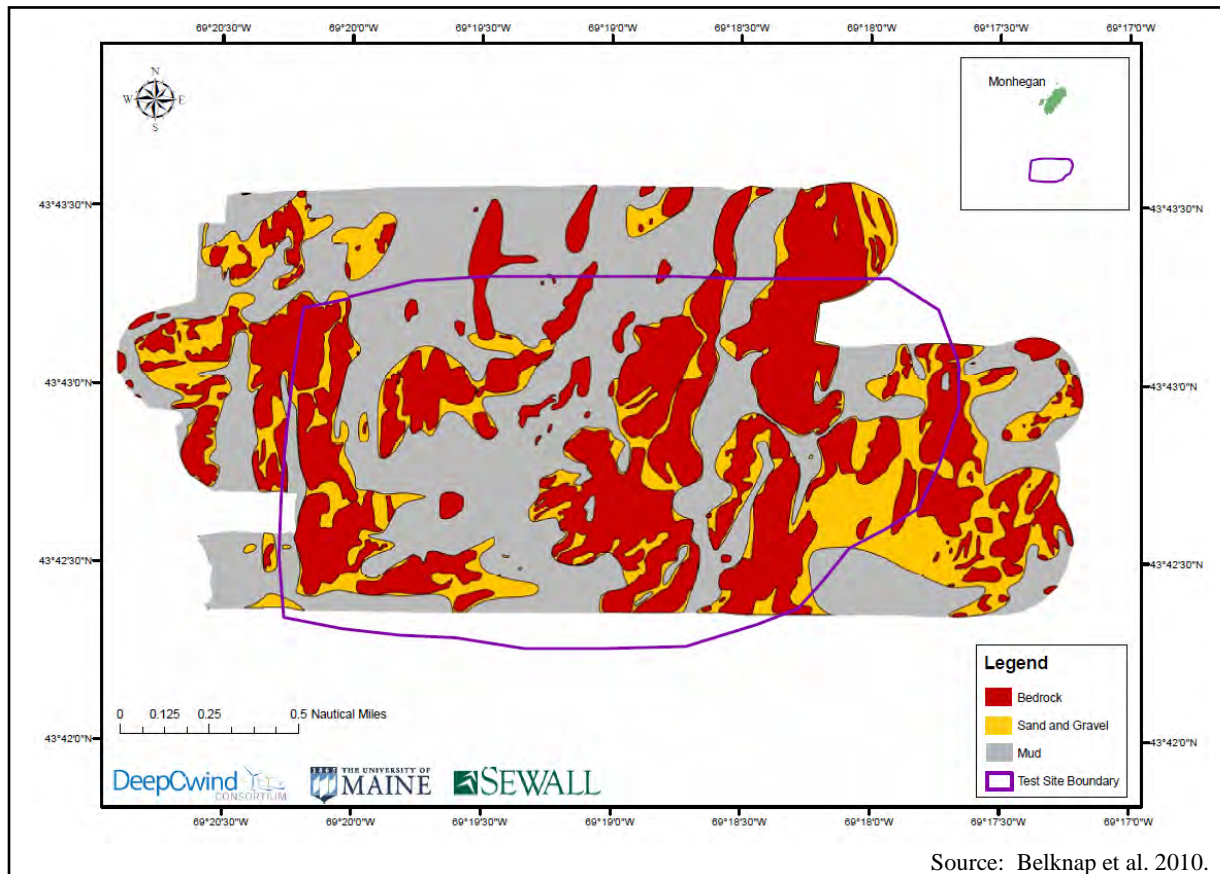 69°20'30"W 69°20'0"W 69°19'30"W 69°19'0"W 69°18'30"W 69°18'0"W 69°17'30"W 69°17'0"W
N
W E
S
Monhegan
43°43'30"N 43°43'30"N
43°43'0"N 43°43'0"N
43°42'30"N 43°42'30"N
43°42'0"N 43°42'0"N
Legend
Bedrock
Sand and Gravel
Mud
Test Site Boundary
0 0.125 0.25 0.5 Nautical Miles
DeepCwind
CONSORTIUM
1865 THE UNIVERSITY OF
MAINE
SEWALL
69°20'30"W 69°20'0"W 69°19'30"W 69°19'0"W 69°18'30"W 69°18'0"W 69°17'30"W 69°17'0"W
Source: Belknap et al. 2010.